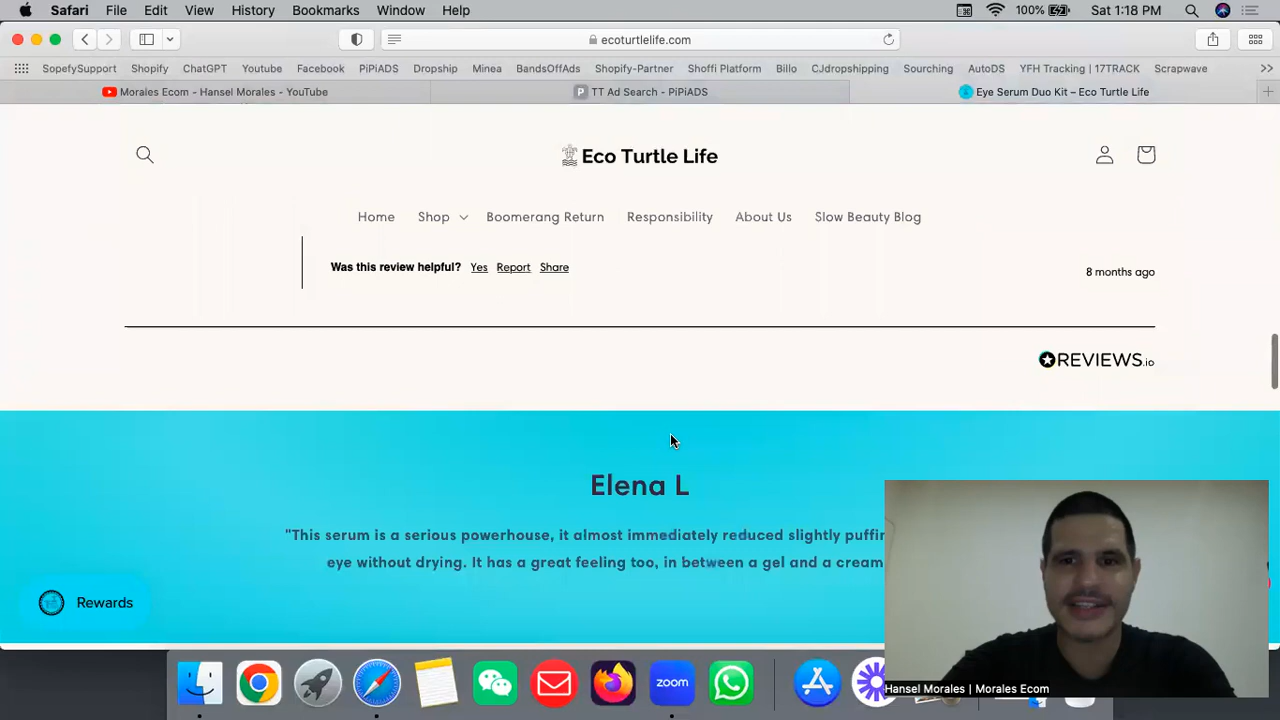 Safari File Edit View History Bookmarks Window Help 100% Sat 1:18 PM
ecoturtlelife.com
SopefySupport Shopify ChatGPT Youtube Facebook PiPiADS Dropship Minea BandsOfAds Shopify-Partner Shoffi Platform Billo CJdropshipping Sourching AutoDS YFH Tracking | 17TRACK Scrapwave
Morales Ecom - Hansel Morales - YouTube P TT Ad Search - PiPiADS Eye Serum Duo Kit – Eco Turtle Life
Eco Turtle Life
Home Shop Boomerang Return Responsibility About Us Slow Beauty Blog
Was this review helpful? Yes Report Share
8 months ago
REVIEWS.io
Elena L
"This serum is a serious powerhouse, it almost immediately reduced slightly
eye without drying. It has a great feeling too, in between a gel and a cream
Rewards
zoom
Hansel Morales | Morales Ecom